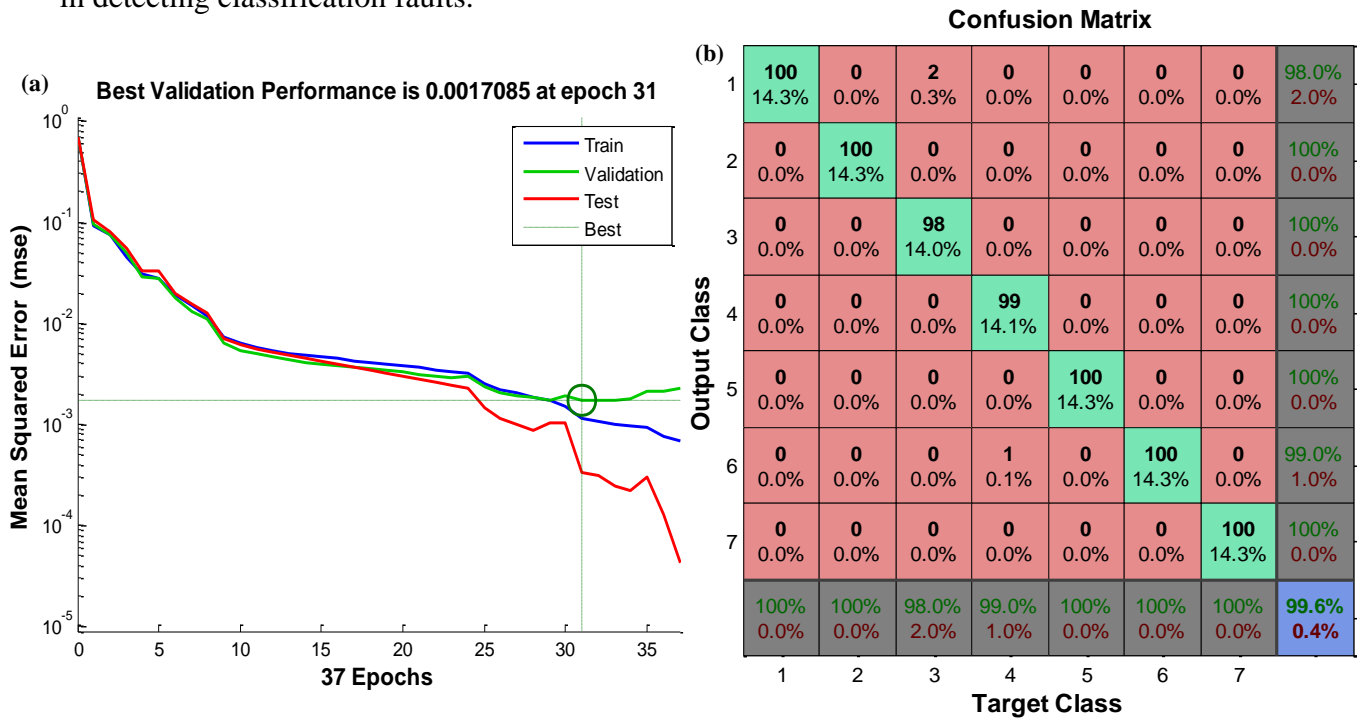 in detecting classification faults.
(a)
Best Validation Performance is 0.0017085 at epoch 31
Mean Squared Error (mse)
10^0
10^-1
10^-2
10^-3
10^-4
10^-5
Train
Validation
Test
Best
0 5 10 15 20 25 30 35
37 Epochs
(b)
Confusion Matrix
Output Class
1 100 0 2 0 0 0 0 98.0%
14.3% 0.0% 0.3% 0.0% 0.0% 0.0% 0.0% 2.0%
2 0 100 0 0 0 0 0 100%
0.0% 14.3% 0.0% 0.0% 0.0% 0.0% 0.0% 0.0%
3 0 0 98 0 0 0 0 100%
0.0% 0.0% 14.0% 0.0% 0.0% 0.0% 0.0% 0.0%
4 0 0 0 99 0 0 0 100%
0.0% 0.0% 0.0% 14.1% 0.0% 0.0% 0.0% 0.0%
5 0 0 0 0 100 0 0 100%
0.0% 0.0% 0.0% 0.0% 14.3% 0.0% 0.0% 0.0%
6 0 0 0 1 0 100 0 99.0%
0.0% 0.0% 0.0% 0.1% 0.0% 14.3% 0.0% 1.0%
7 0 0 0 0 0 0 100 100%
0.0% 0.0% 0.0% 0.0% 0.0% 0.0% 14.3% 0.0%
100% 100% 98.0% 99.0% 100% 100% 100% 99.6%
0.0% 0.0% 2.0% 1.0% 0.0% 0.0% 0.0% 0.4%
1 2 3 4 5 6 7
Target Class